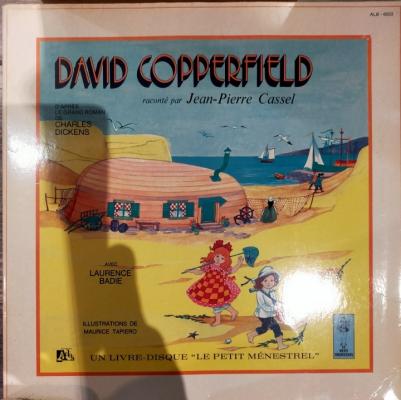 DAVID COPPERFIELD
raconté par Jean-Pierre Cassel
D'APRÈS
LE GRAND ROMAN
DE
CHARLES
DICKENS
AVEC
LAURENCE
BADIE
ILLUSTRATIONS DE
MAURICE TAPIERO
UN LIVRE-DISQUE "LE PETIT MÉNESTREL"